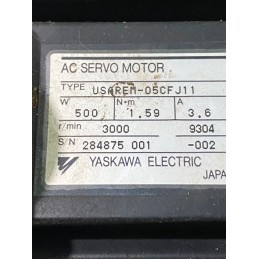 AC SERVO MOTOR
TYPE USAREM-05CFJ11
W N·m A
500 1.59 3.6
r/min 3000 9304
S/N 284875 001 -002
YASKAWA ELECTRIC
JAPA